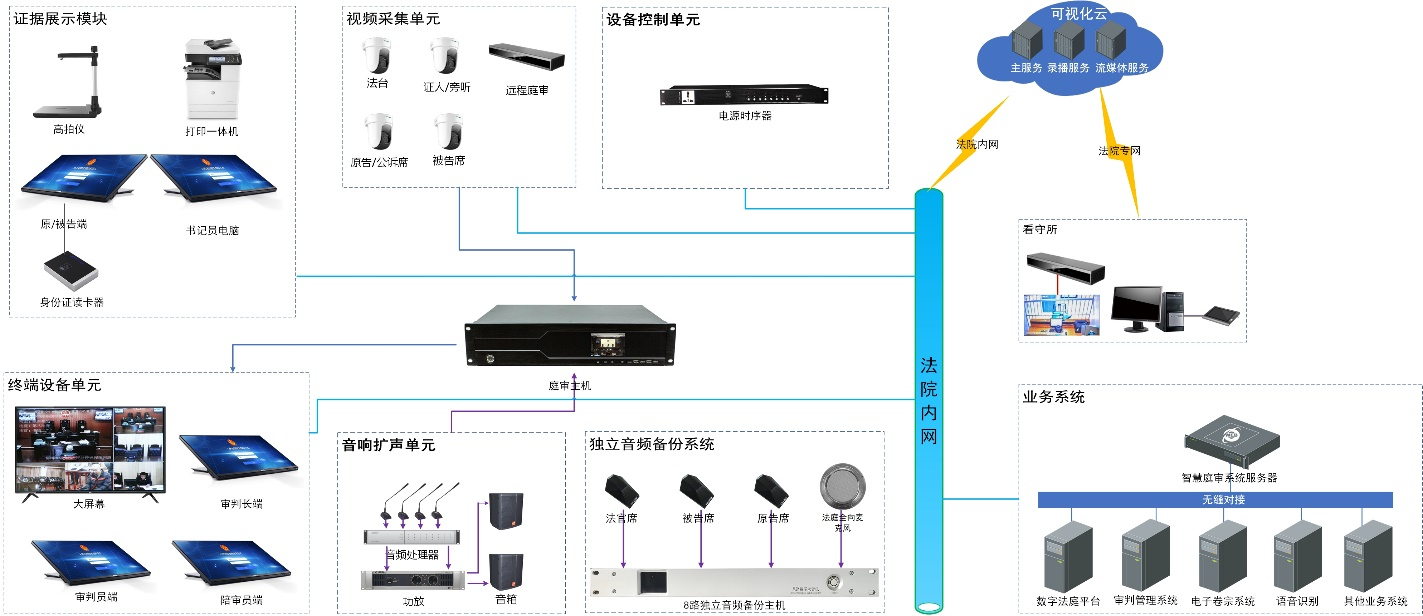 证据展示模块
高拍仪
打印一体机
原/被告端
书记员电脑
身份证读卡器
视频采集单元
法台
证人/旁听
远程庭审
原告/公诉席
被告席
设备控制单元
电源时序器
可视化云
主服务 录播服务 流媒体服务
法院内网
法院专网
看守所
庭审主机
法院内网
终端设备单元
大屏幕
审判长端
审判员端
陪审员端
音响扩声单元
音频处理器
功放
音箱
独立音频备份系统
法官席
被告席
原告席
法庭全向麦
克风
8路独立音频备份主机
业务系统
智慧庭审系统服务器
无缝对接
数字法庭平台
审判管理系统
电子卷宗系统
语音识别
其他业务系统